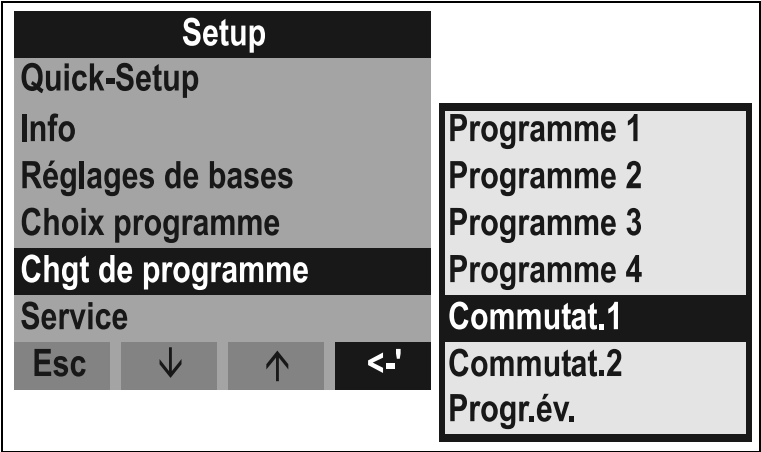 Setup
Quick-Setup
Info
Réglages de bases
Choix programme
Chgt de programme
Service
Esc ↓ ↑ <-'
Programme 1
Programme 2
Programme 3
Programme 4
Commutat.1
Commutat.2
Progr.év.